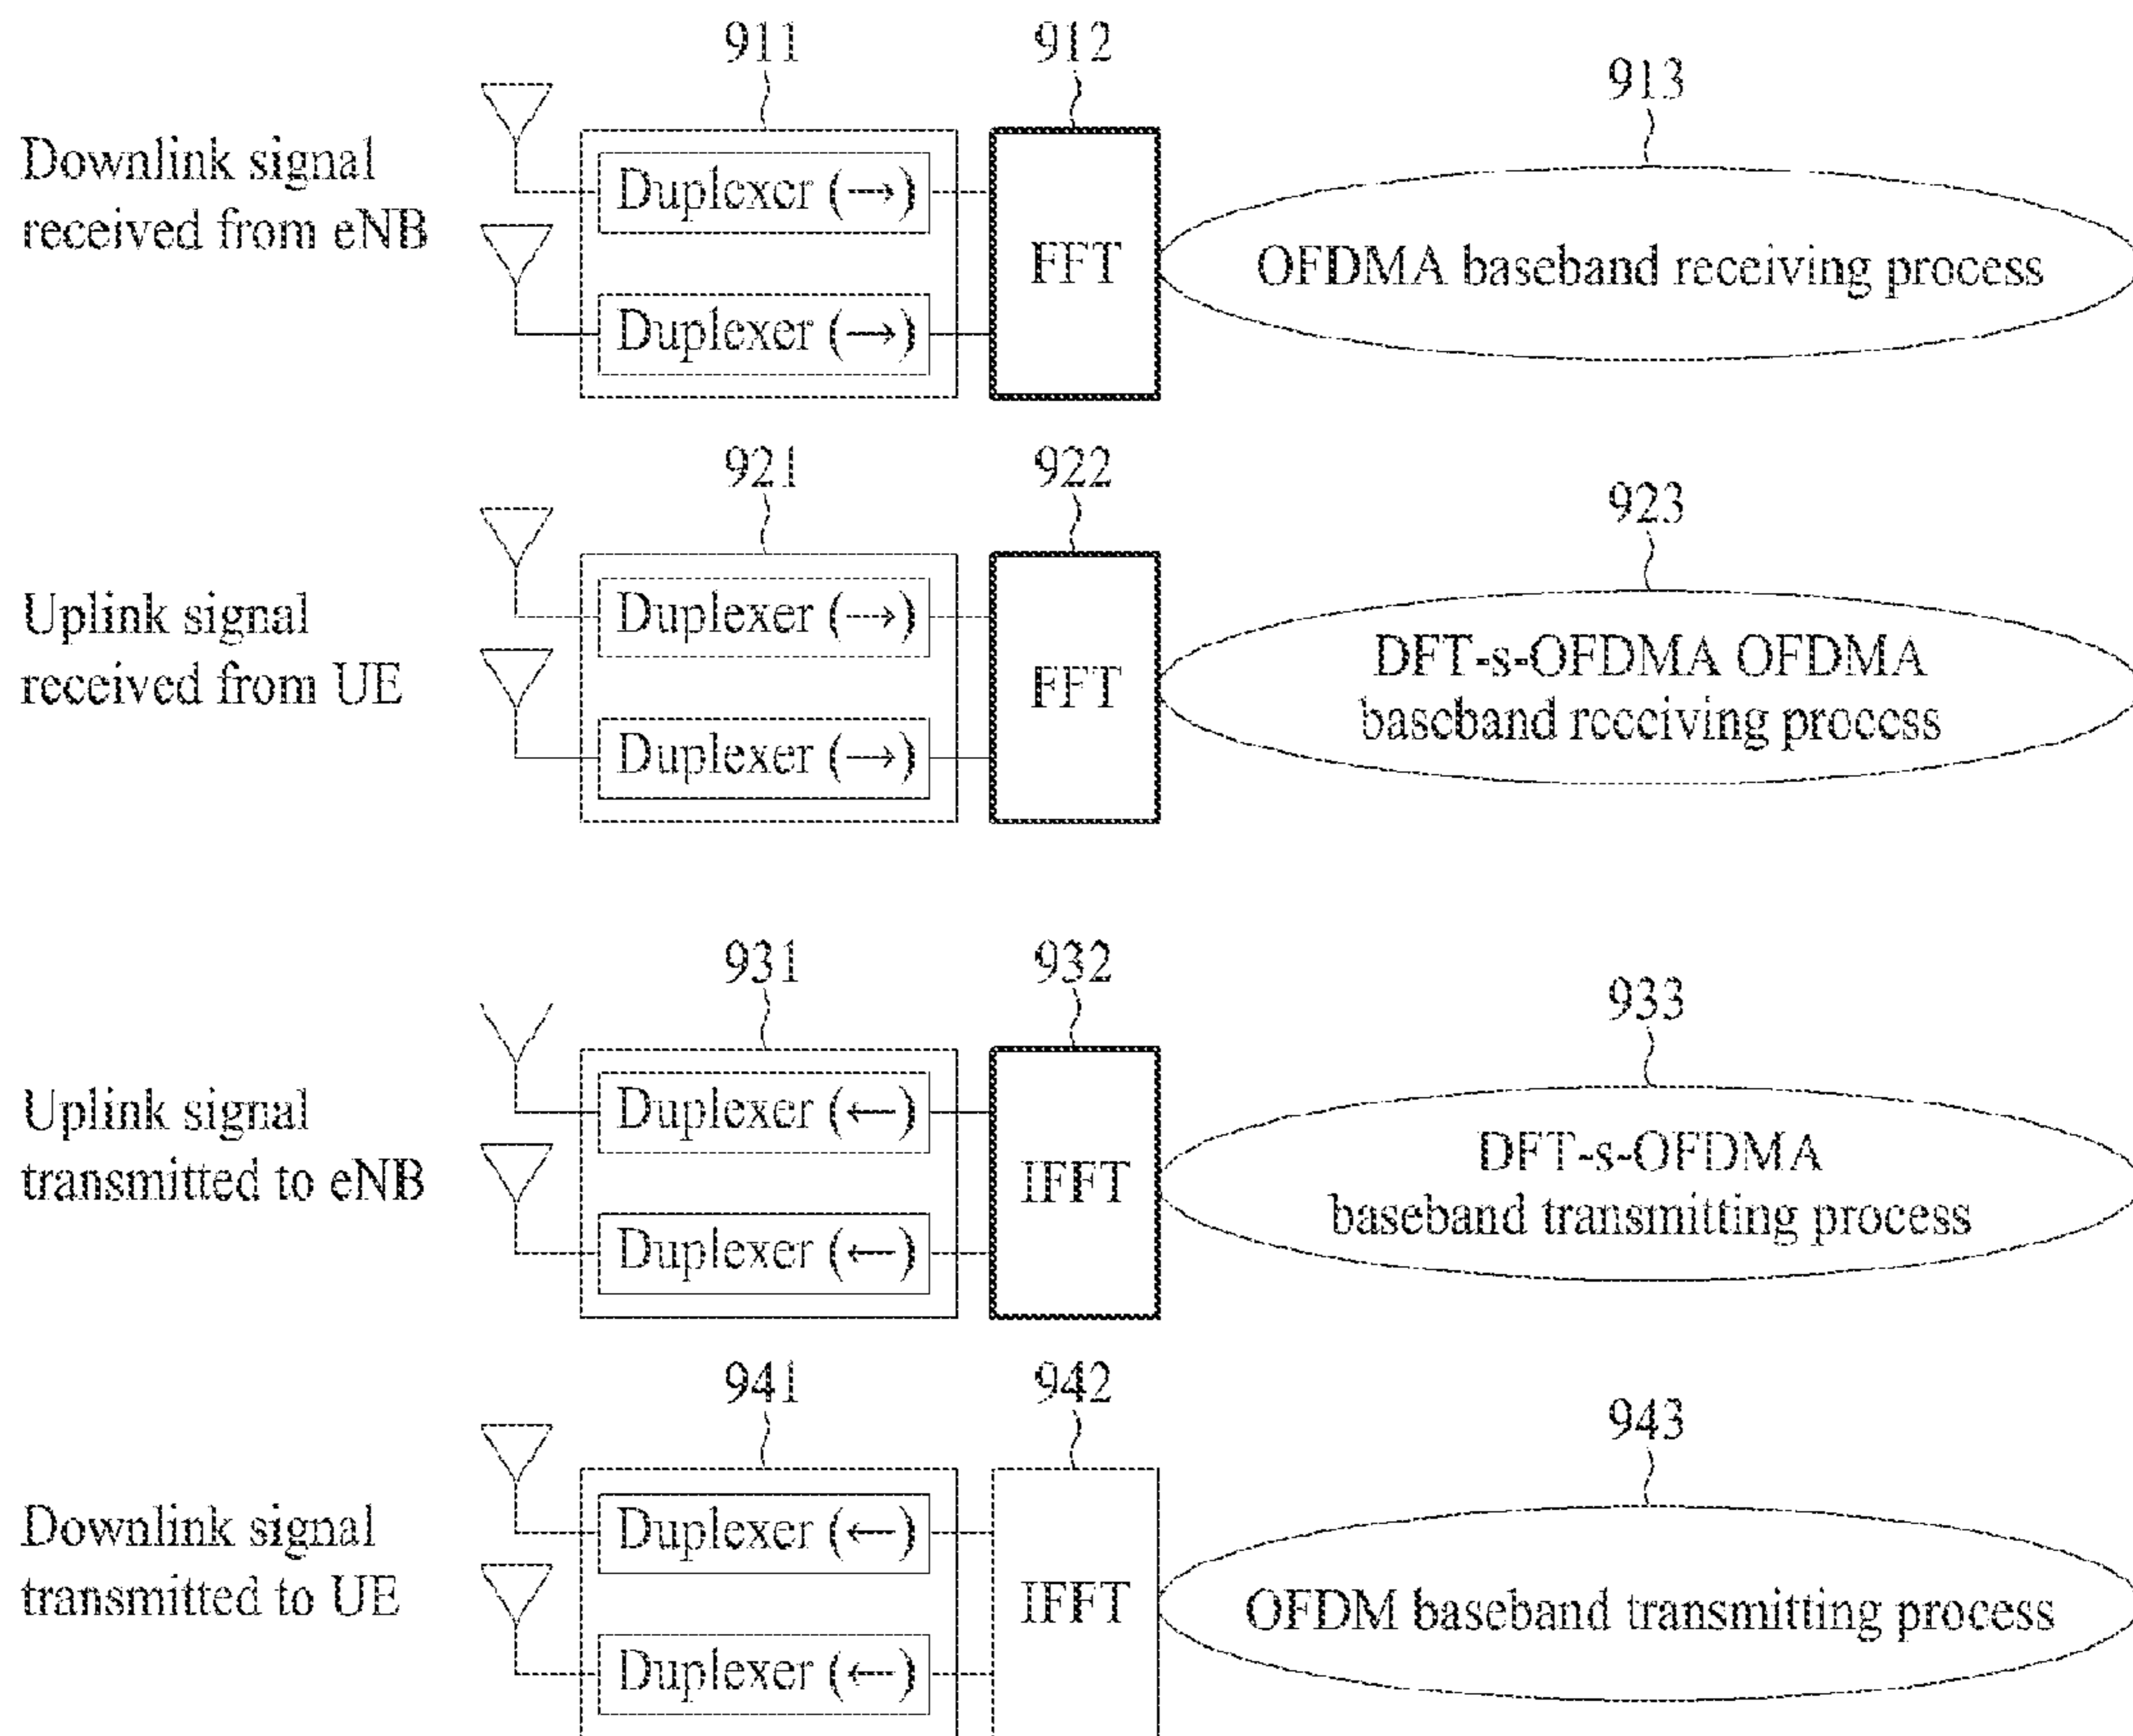 911
912
913
Downlink signal
received from eNB
Duplexer (→)
Duplexer (→)
FFT
OFDMA baseband receiving process
921
922
923
Uplink signal
received from UE
Duplexer (→)
Duplexer (→)
FFT
DFT-s-OFDMA OFDMA
baseband receiving process
931
932
933
Uplink signal
transmitted to eNB
Duplexer (←)
Duplexer (←)
IFFT
DFT-s-OFDMA
baseband transmitting process
941
942
943
Downlink signal
transmitted to UE
Duplexer (←)
Duplexer (←)
IFFT
OFDM baseband transmitting process